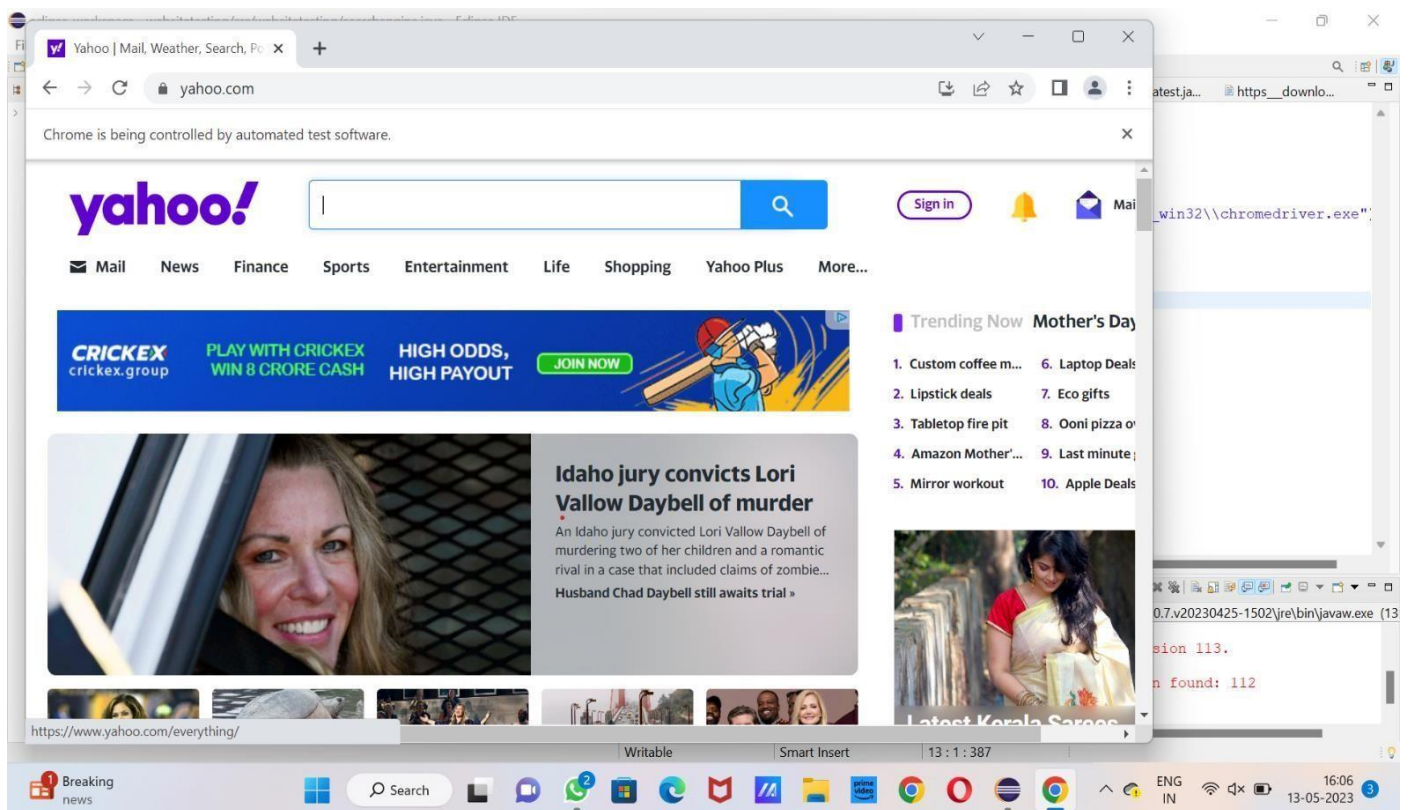 Yahoo | Mail, Weather, Search, Po
yahoo.com
atest.ja... https__downlo...
Chrome is being controlled by automated test software.
yahoo!
Sign in
Mai
_win32\\chromedriver.exe"
Mail News Finance Sports Entertainment Life Shopping Yahoo Plus More...
CRICKEX
crickex.group
PLAY WITH CRICKEX
WIN 8 CRORE CASH
HIGH ODDS,
HIGH PAYOUT
JOIN NOW
Trending Now Mother's Day
1. Custom coffee m...
2. Lipstick deals
3. Tabletop fire pit
4. Amazon Mother'...
5. Mirror workout
6. Laptop Deals
7. Eco gifts
8. Ooni pizza o
9. Last minute
10. Apple Deals
Idaho jury convicts Lori
Vallow Daybell of murder
An Idaho jury convicted Lori Vallow Daybell of
murdering two of her children and a romantic
rival in a case that included claims of zombie...
Husband Chad Daybell still awaits trial »
Latest Kerala Sarees
0.7.v20230425-1502\jre\bin\javaw.exe (13
sion 113.
n found: 112
https://www.yahoo.com/everything/
Writable Smart Insert 13 : 1 : 387
1
Breaking
news
Search
2
prime
video
ENG
IN
16:06
13-05-2023
3